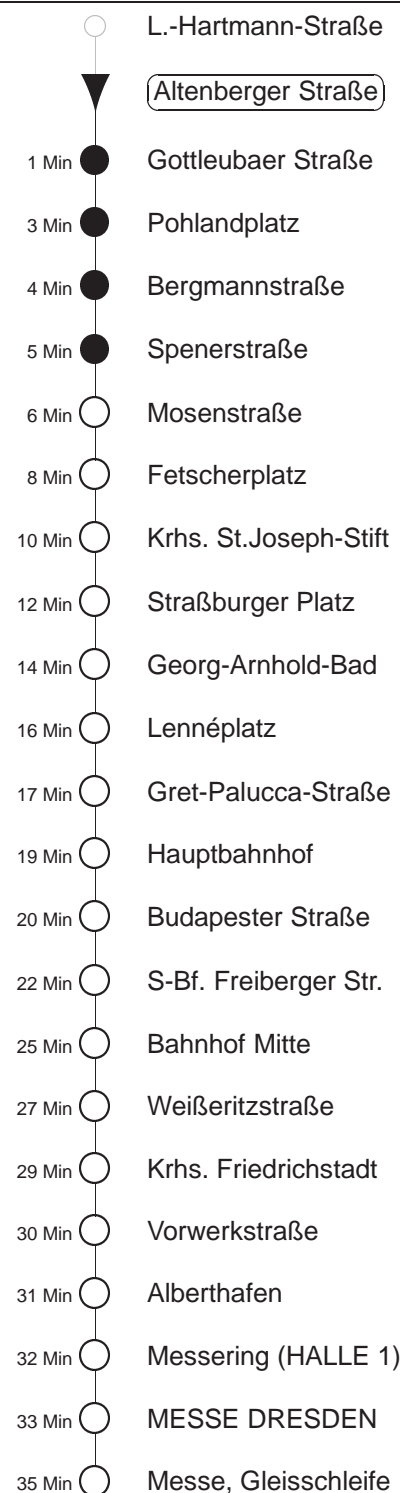 L.-Hartmann-Straße
Altenberger Straße
1 Min Gottleubaer Straße
3 Min Pohlandplatz
4 Min Bergmannstraße
5 Min Spenerstraße
6 Min Mosenstraße
8 Min Fetscherplatz
10 Min Krhs. St.Joseph-Stift
12 Min Straßburger Platz
14 Min Georg-Arnhold-Bad
16 Min Lennéplatz
17 Min Gret-Palucca-Straße
19 Min Hauptbahnhof
20 Min Budapester Straße
22 Min S-Bf. Freiberger Str.
25 Min Bahnhof Mitte
27 Min Weißeritzstraße
29 Min Krhs. Friedrichstadt
30 Min Vorwerkstraße
31 Min Alberthafen
32 Min Messering (HALLE 1)
33 Min MESSE DRESDEN
35 Min Messe, Gleisschleife